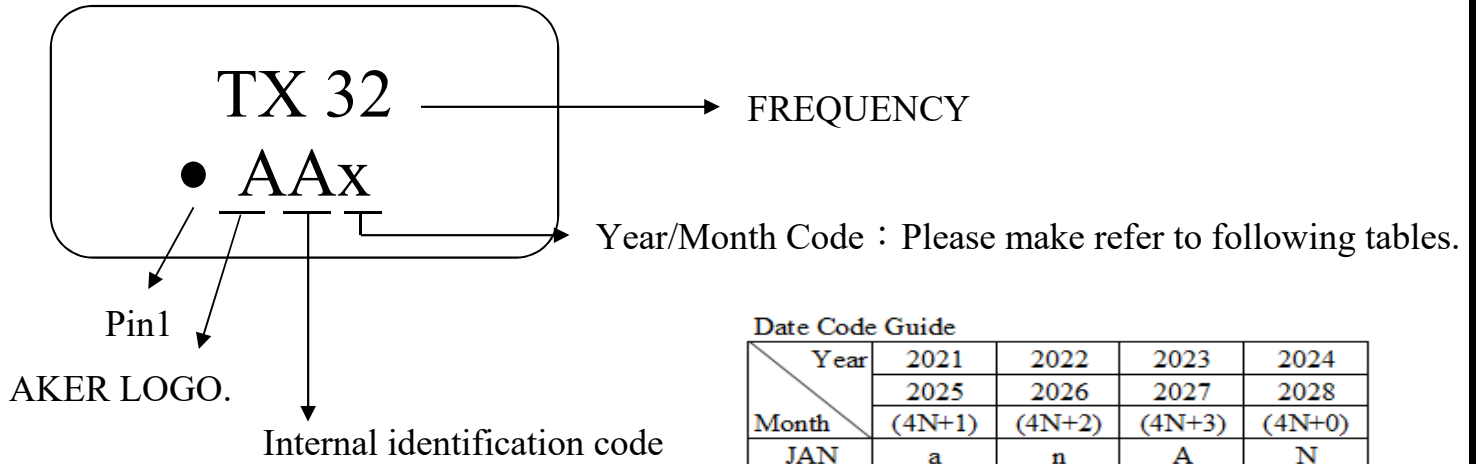 TX 32
FREQUENCY
● AAx
Year/Month Code：Please make refer to following tables.
Pin1
AKER LOGO.
Internal identification code
Date Code Guide
Year 2021 2022 2023 2024
2025 2026 2027 2028
Month (4N+1) (4N+2) (4N+3) (4N+0)
JAN a n A N